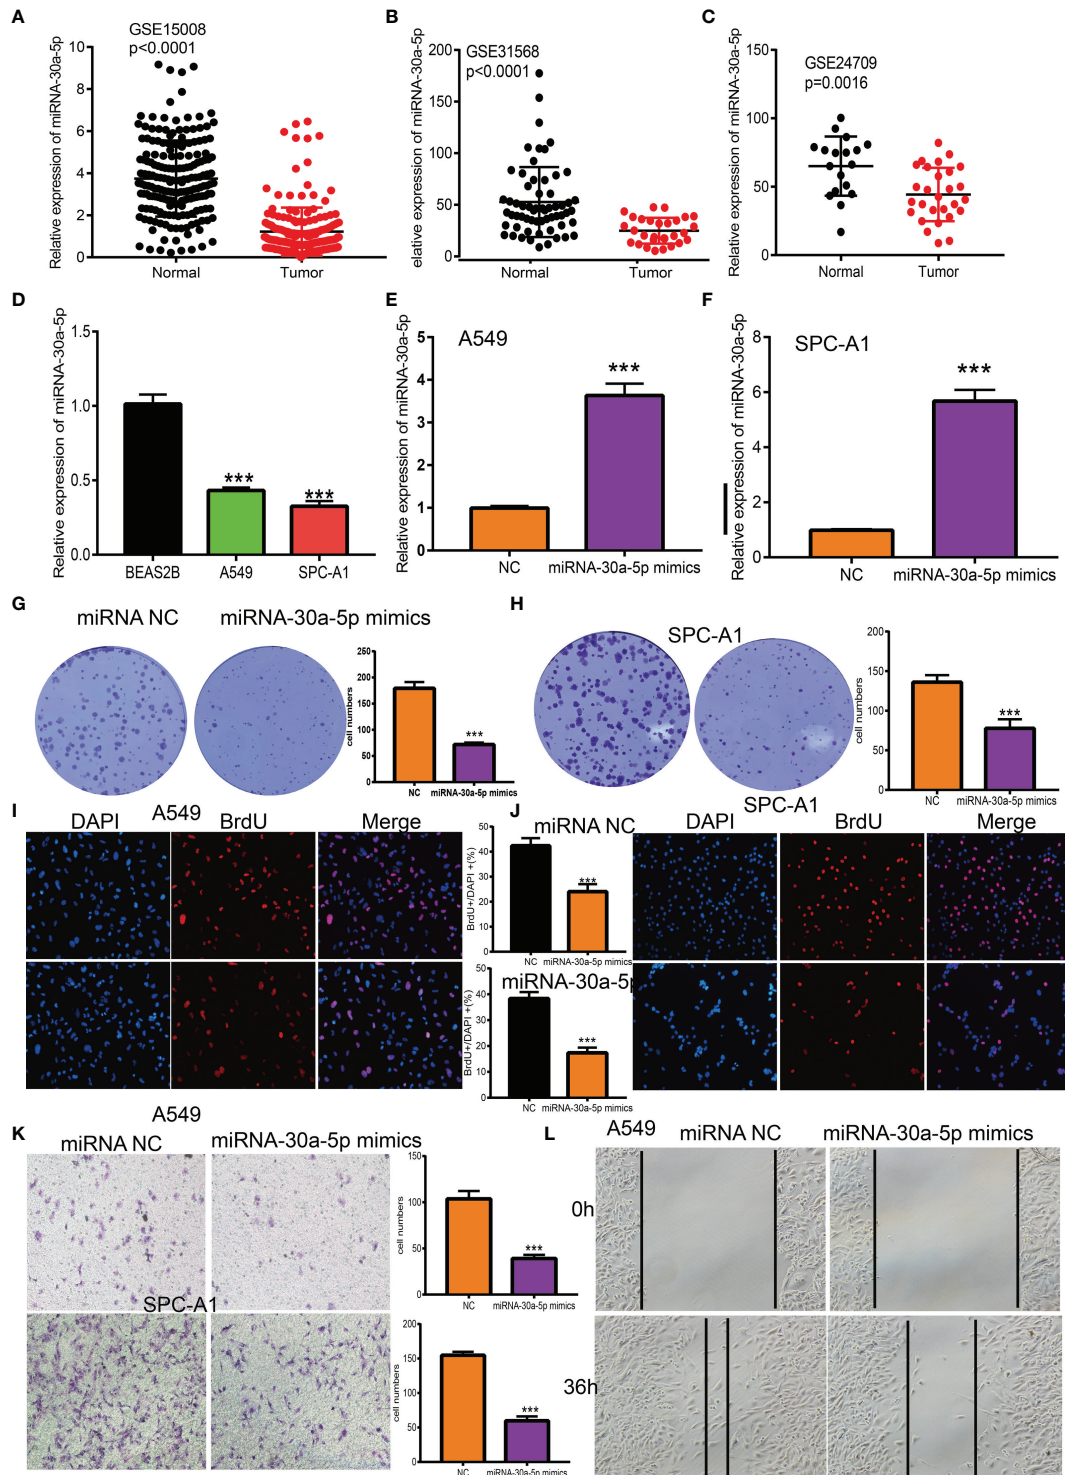 A
GSE15008
p<0.0001
Relative expression of miRNA-30a-5p
10
8
6
4
2
0
Normal
Tumor
B
GSE31568
p<0.0001
elative expression of miRNA-30a-5p
200
150
100
50
0
Normal
Tumor
C
GSE24709
p=0.0016
Relative expression of miRNA-30a-5p
150
100
50
0
Normal
Tumor
D
Relative expression of miRNA-30a-5p
1.5
1.0
0.5
0.0
***
***
BEAS2B
A549
SPC-A1
E
A549
Relative expression of miRNA-30a-5p
5
4
3
2
1
0
***
NC
miRNA-30a-5p mimics
F
SPC-A1
Relative expression of miRNA-30a-5p
8
6
4
2
0
***
NC
miRNA-30a-5p mimics
G
miRNA NC
miRNA-30a-5p mimics
cell numbers
250
200
150
100
50
0
***
NC
miRNA-30a-5p mimics
H
SPC-A1
cell numbers
200
150
100
50
0
***
NC
miRNA-30a-5p mimics
I
A549
DAPI
BrdU
Merge
BrdU+/DAPI +(%)
50
40
30
20
10
0
***
NC
miRNA-30a-5p mimics
BrdU+/DAPI +(%)
50
40
30
20
10
0
***
NC
miRNA-30a-5p mimics
J
miRNA NC
miRNA-30a-5p
SPC-A1
DAPI
BrdU
Merge
K
A549
miRNA NC
miRNA-30a-5p mimics
SPC-A1
cell numbers
150
100
50
0
***
NC
miRNA-30a-5p mimics
cell numbers
200
150
100
50
0
***
NC
miRNA-30a-5p mimics
L
A549
miRNA NC
miRNA-30a-5p mimics
0h
36h